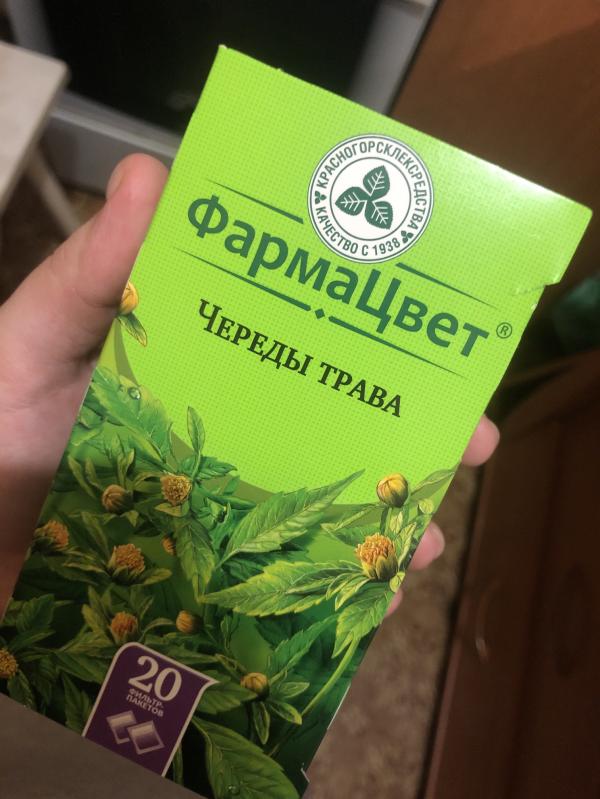 КРАСНОГОРСКЛЕКСРЕДСТВА
КАЧЕСТВО С 1938
ФармаЦвет®
Череды трава
20
ФИЛЬТР-
ПАКЕТОВ